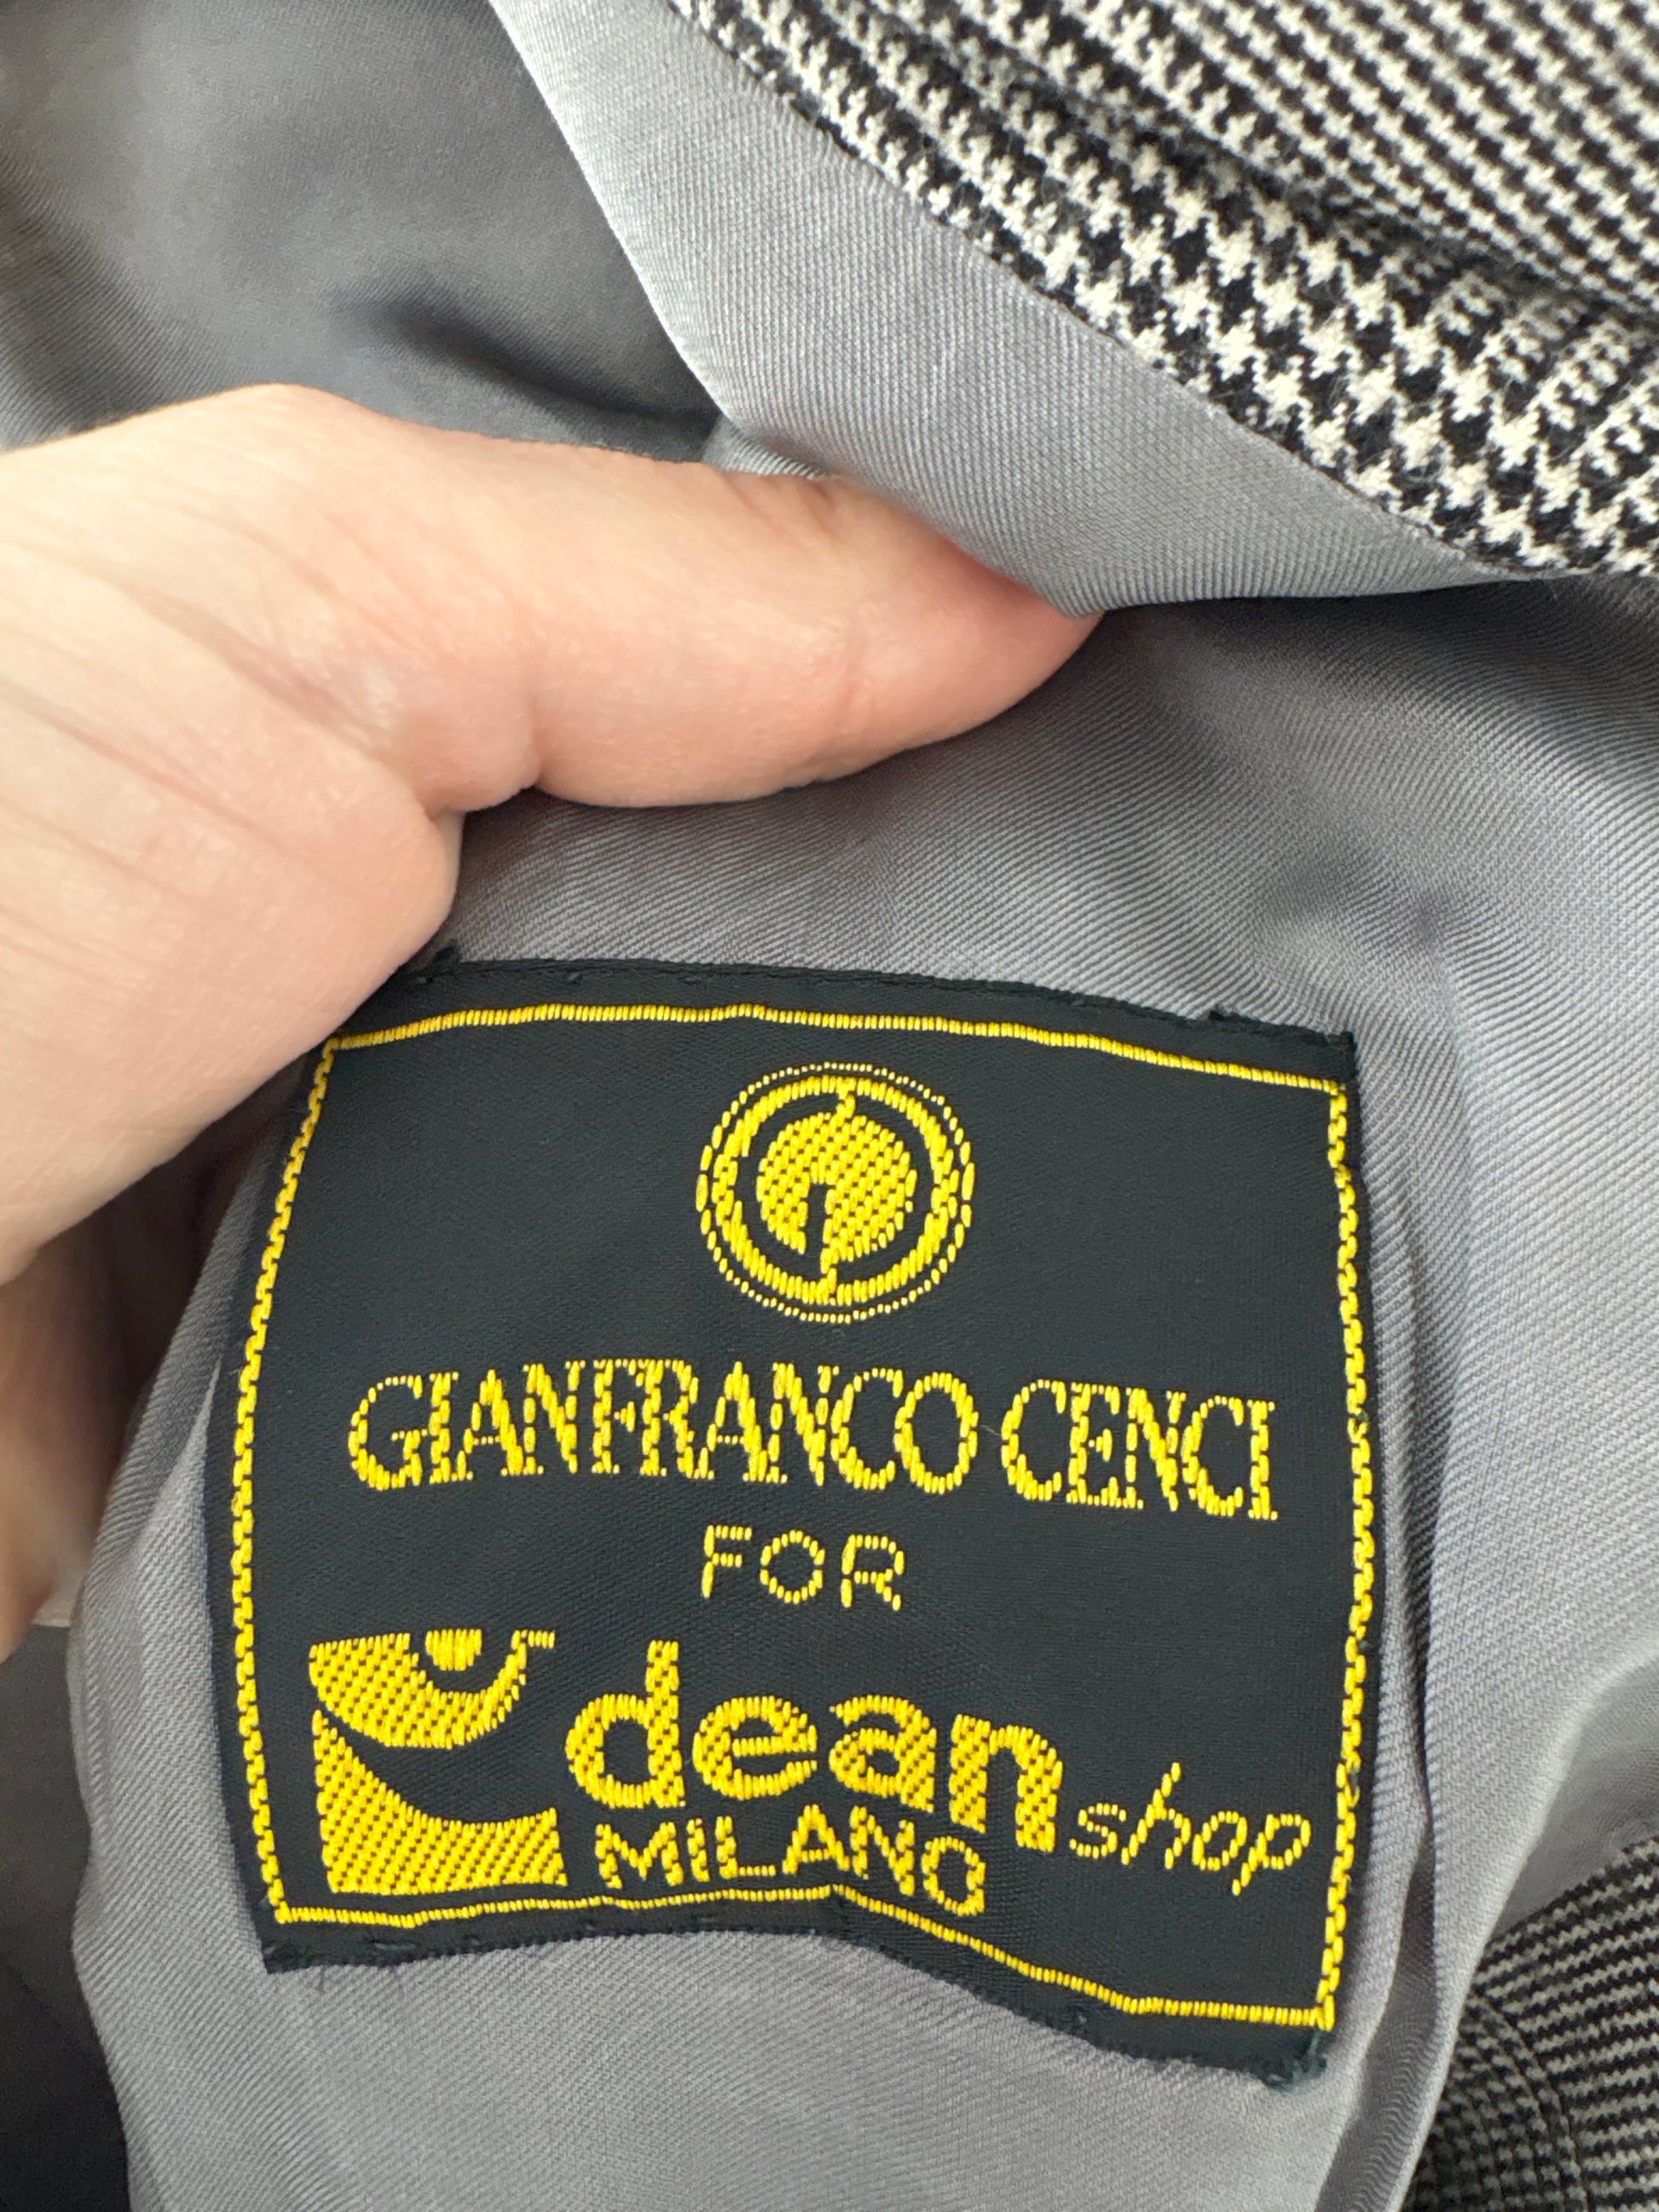 GIANFRANCO CENCI
FOR
dean shop
MILANO